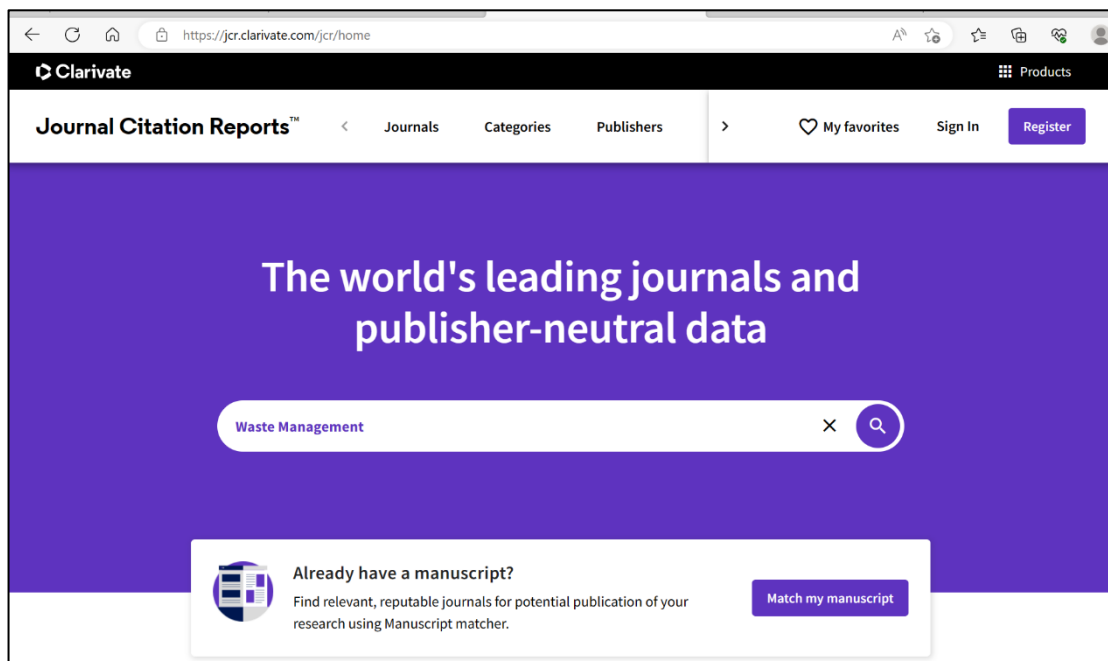 https://jcr.clarivate.com/jcr/home
Clarivate
Products
Journal Citation Reports™
Journals
Categories
Publishers
My favorites
Sign In
Register
The world's leading journals and
publisher-neutral data
Waste Management
Already have a manuscript?
Find relevant, reputable journals for potential publication of your
research using Manuscript matcher.
Match my manuscript